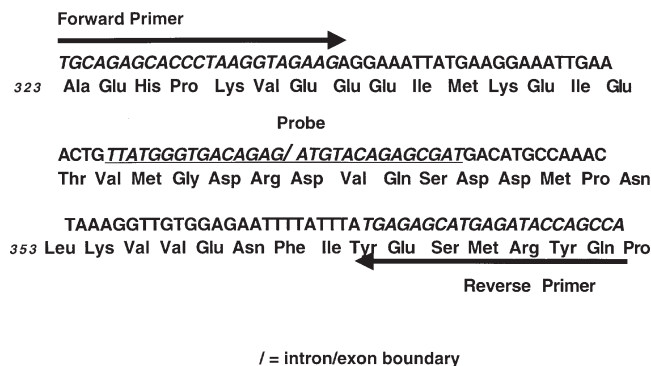 Forward Primer
TGCAGAGCACCCTAAGGTAGAAGAGGAAATTATGAAGGAAATTGAA
323 Ala Glu His Pro Lys Val Glu Glu Glu Ile Met Lys Glu Ile Glu
Probe
ACTGTTATGGGTGACAGAG/ ATGTACAGAGCGATGACATGCCAAAC
Thr Val Met Gly Asp Arg Asp Val Gln Ser Asp Asp Met Pro Asn
TAAAGGTTGTGGAGAATTTTATTTATGAGAGCATGAGATACCAGCCA
353 Leu Lys Val Val Glu Asn Phe Ile Tyr Glu Ser Met Arg Tyr Gln Pro
Reverse Primer
/ = intron/exon boundary